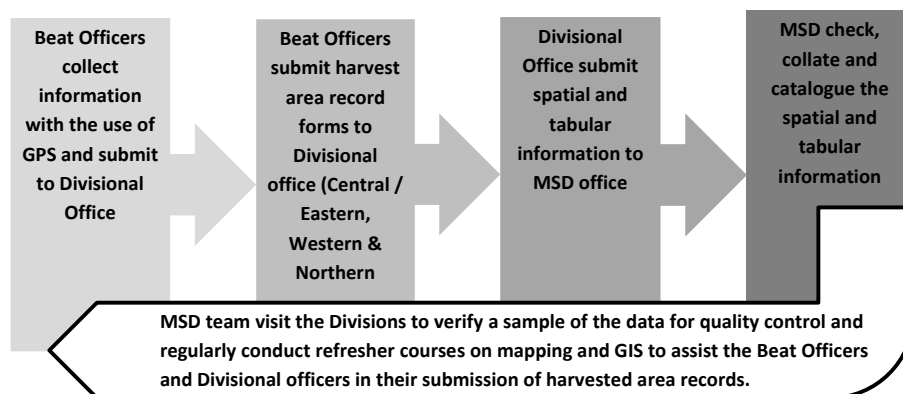 Beat Officers
collect
information
with the use of
GPS and submit
to Divisional
Office
Beat Officers
submit harvest
area record
forms to
Divisional
office (Central /
Eastern,
Western &
Northern
Divisional
Office submit
spatial and
tabular
information to
MSD office
MSD check,
collate and
catalogue the
spatial and
tabular
information
MSD team visit the Divisions to verify a sample of the data for quality control and
regularly conduct refresher courses on mapping and GIS to assist the Beat Officers
and Divisional officers in their submission of harvested area records.